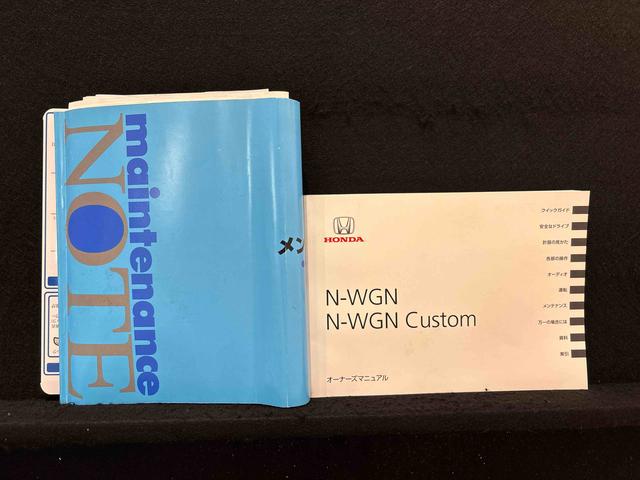 maintenance
NOTE
メン
HONDA
N-WGN
N-WGN Custom
オーナーズマニュアル
クイックガイド
安全なドライブ
計器の見かた
各部の操作
オーディオ
運転
メンテナンス
万一の場合には
資料
索引